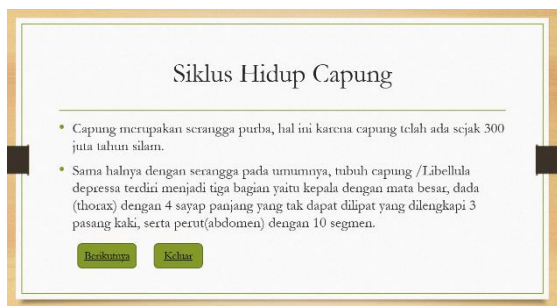 Siklus Hidup Capung
• Capung merupakan serangga purba, hal ini karena capung telah ada sejak 300
juta tahun silam.
• Sama halnya dengan serangga pada umumnya, tubuh capung /Libellula
depressa terdiri menjadi tiga bagian yaitu kepala dengan mata besar, dada
(thorax) dengan 4 sayap panjang yang tak dapat dilipat yang dilengkapi 3
pasang kaki, serta perut(abdomen) dengan 10 segmen.
Berikutnya Keluar